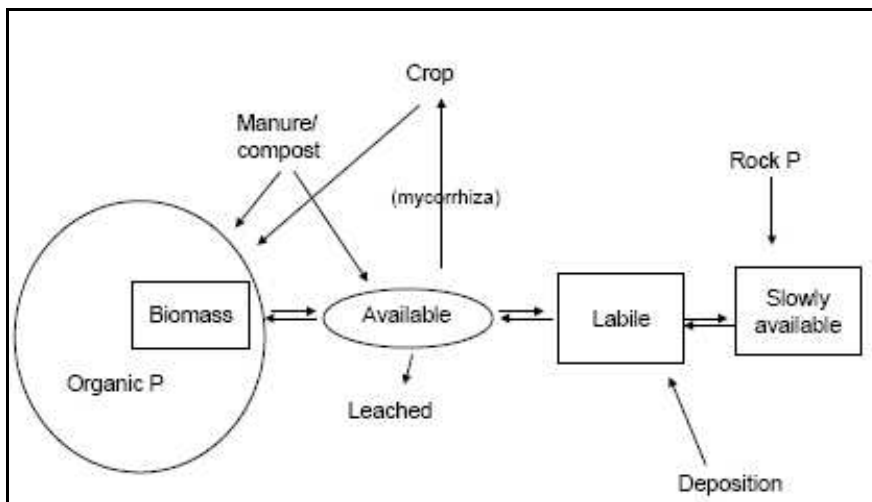 Crop
Manure/
compost
Rock P
(mycorrhiza)
Biomass
Available
Labile
Slowly
available
Organic P
Leached
Deposition